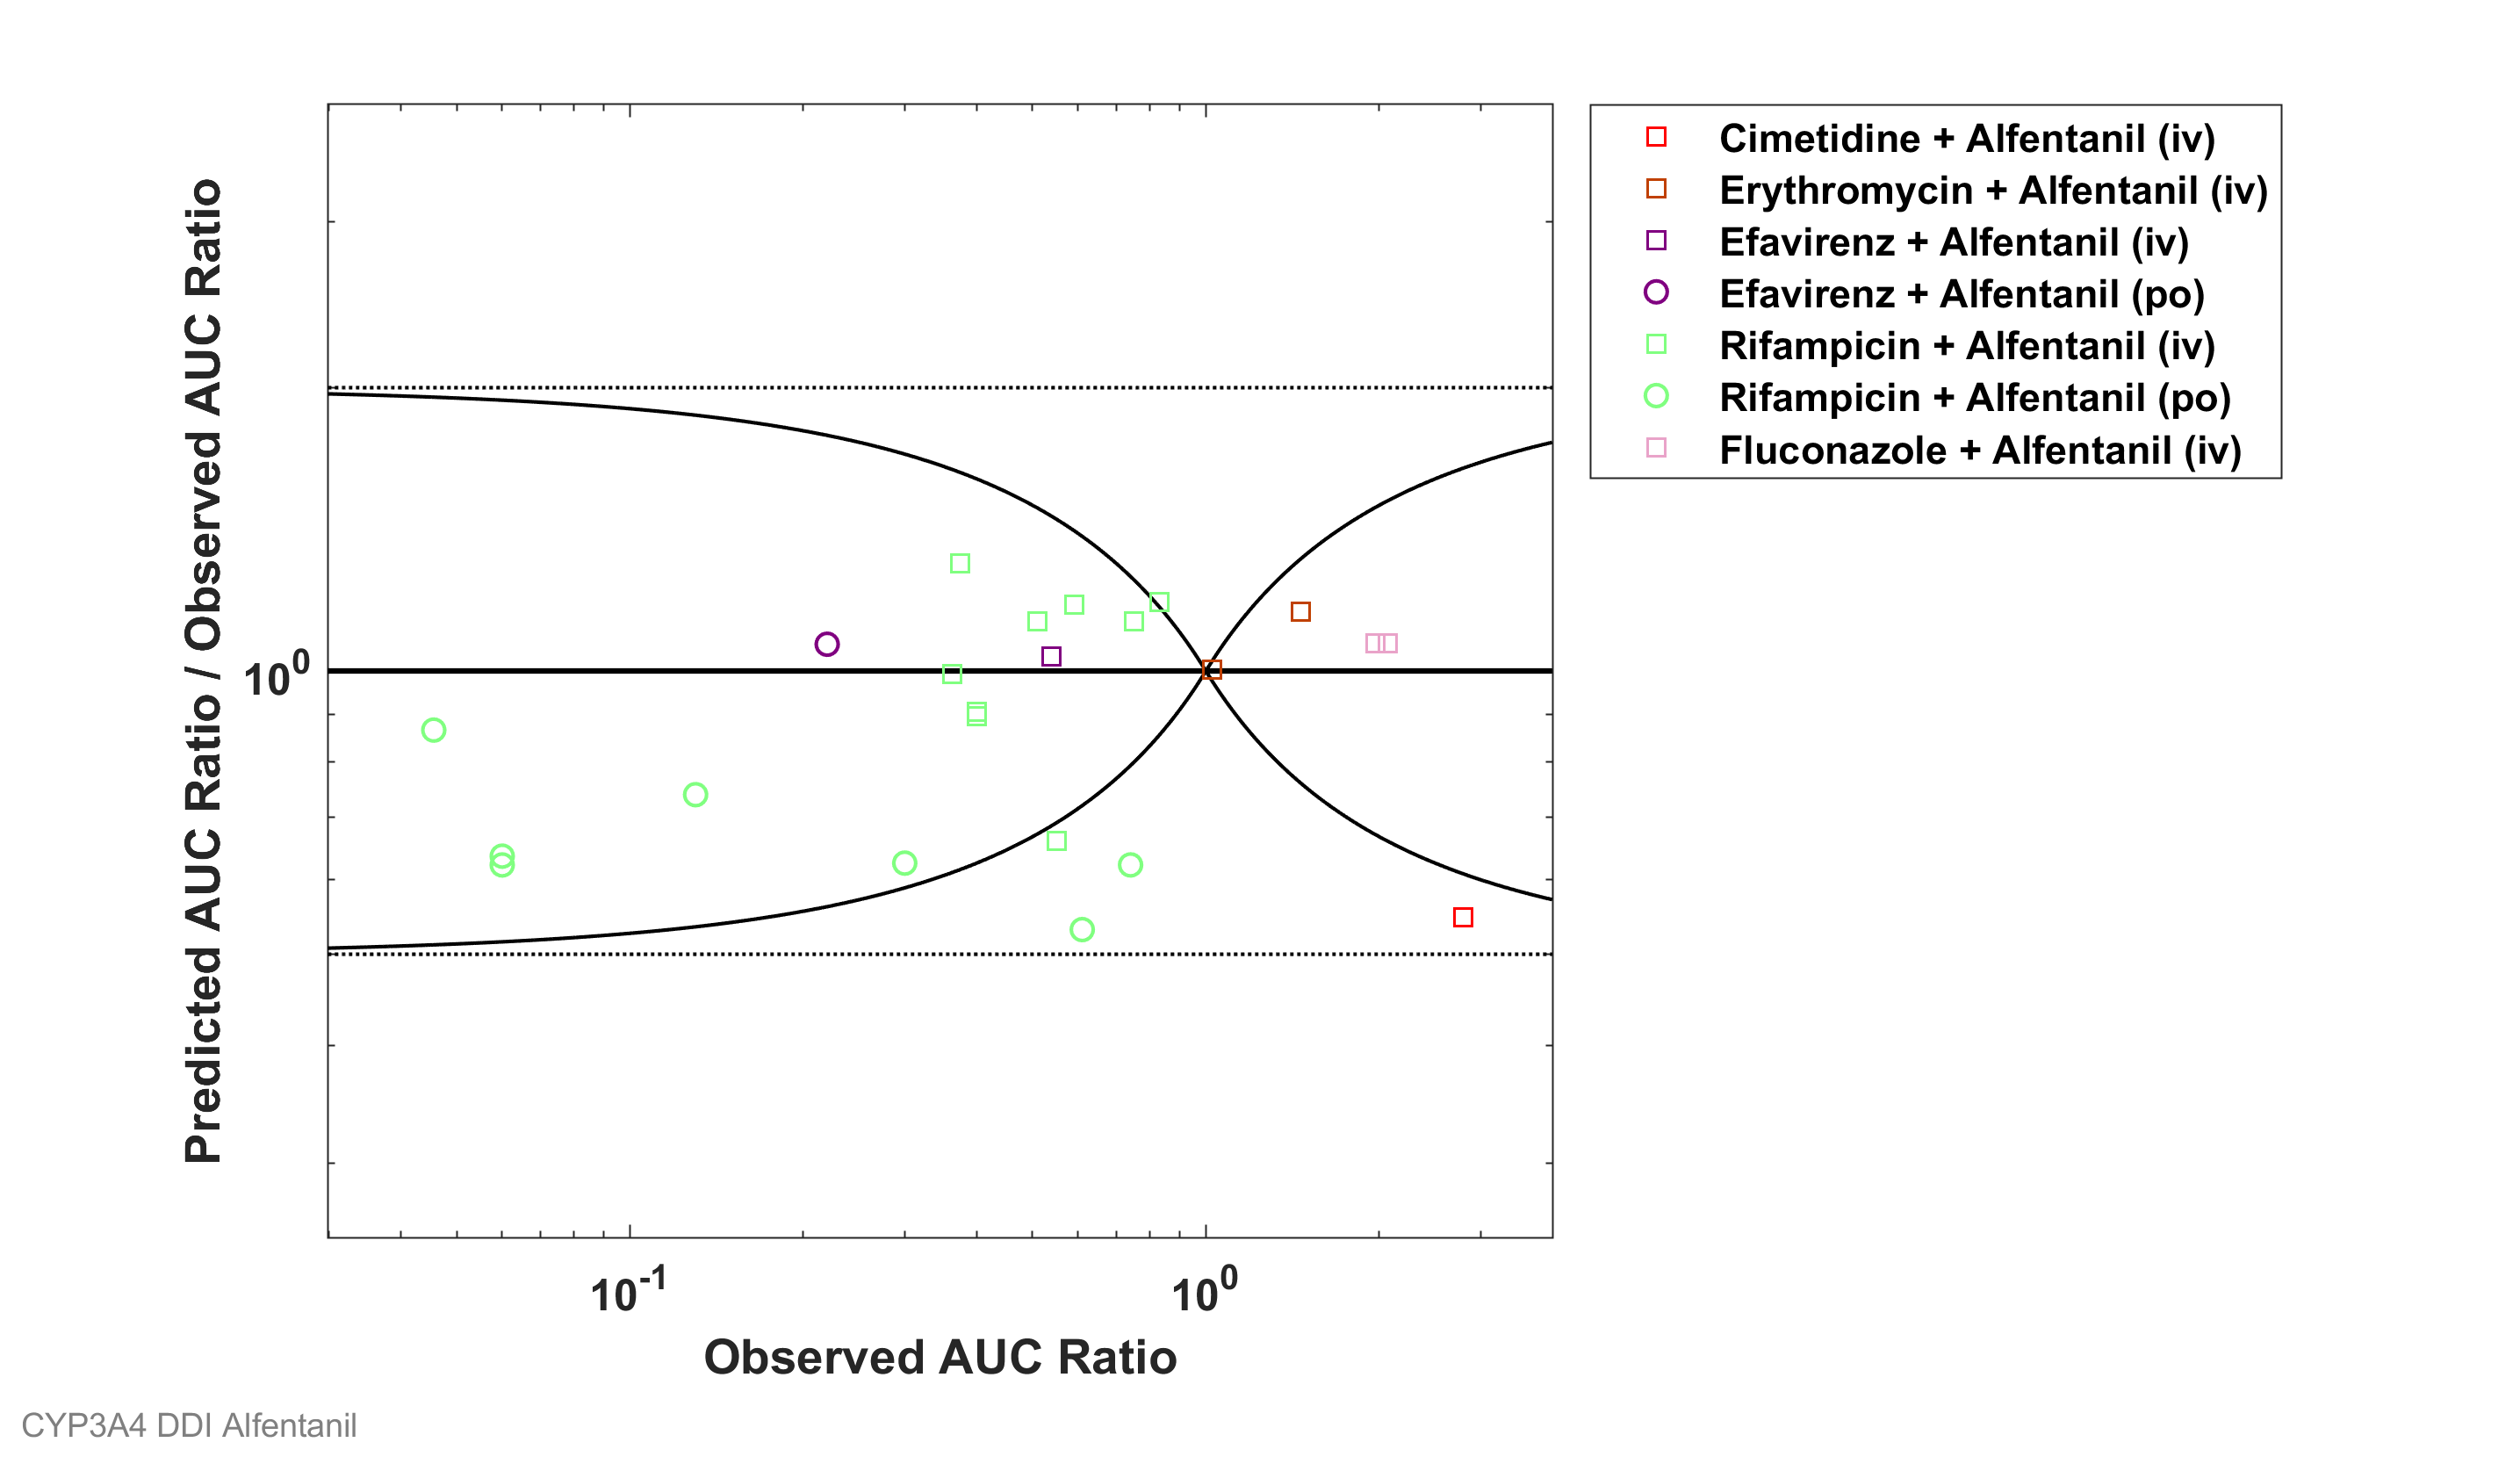 Cimetidine + Alfentanil (iv)
Erythromycin + Alfentanil (iv)
Efavirenz + Alfentanil (iv)
Efavirenz + Alfentanil (po)
Rifampicin + Alfentanil (iv)
Rifampicin + Alfentanil (po)
Fluconazole + Alfentanil (iv)
Predicted AUC Ratio / Observed AUC Ratio
10^0
10^-1
10^0
Observed AUC Ratio
CYP3A4 DDI Alfentanil